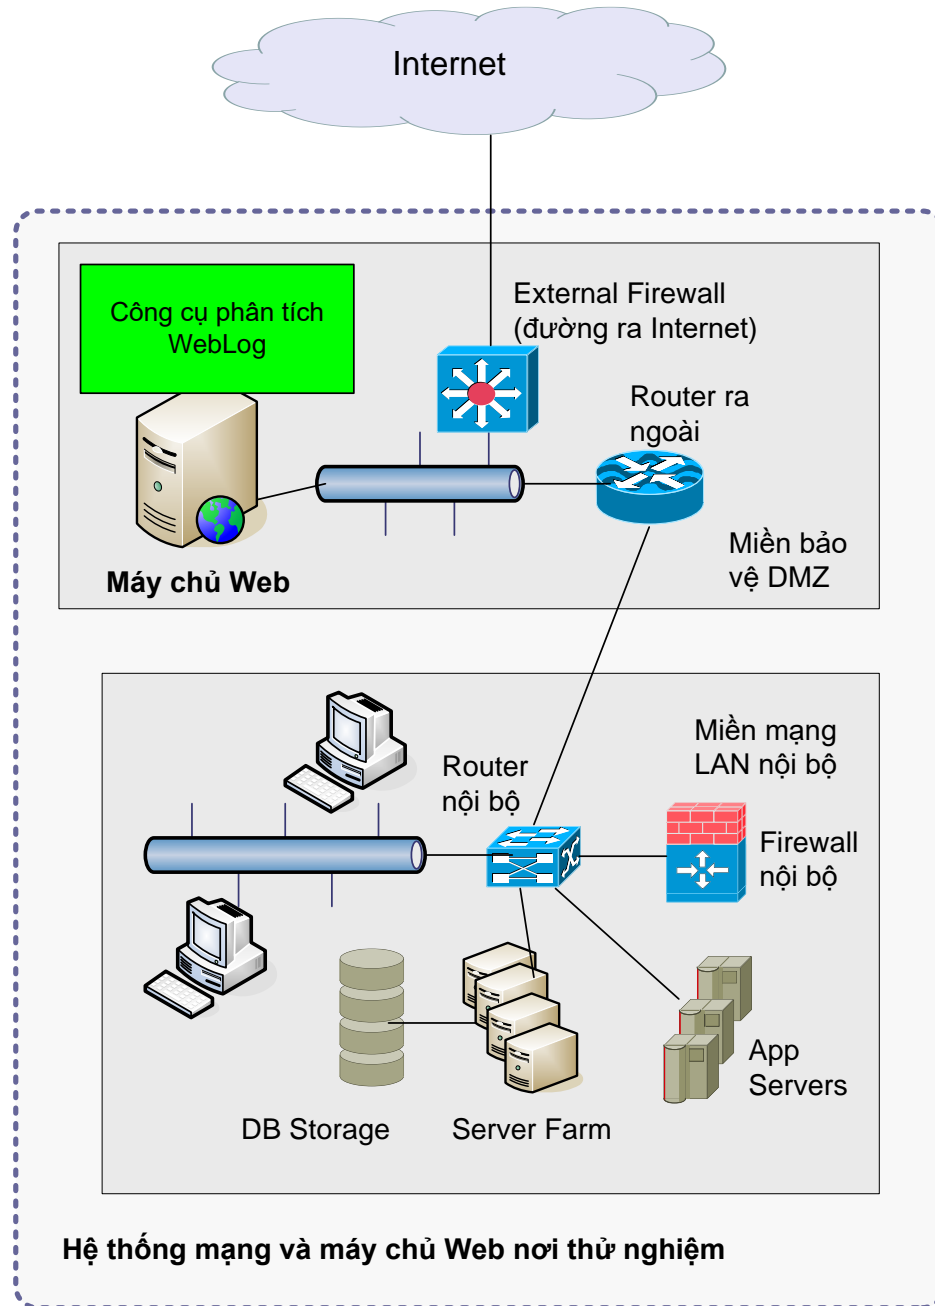 Internet
Công cụ phân tích
WebLog
External Firewall
(đường ra Internet)
Router ra
ngoài
Máy chủ Web
Miền bảo
vệ DMZ
Miền mạng
LAN nội bộ
Router
nội bộ
Firewall
nội bộ
App
Servers
DB Storage
Server Farm
Hệ thống mạng và máy chủ Web nơi thử nghiệm